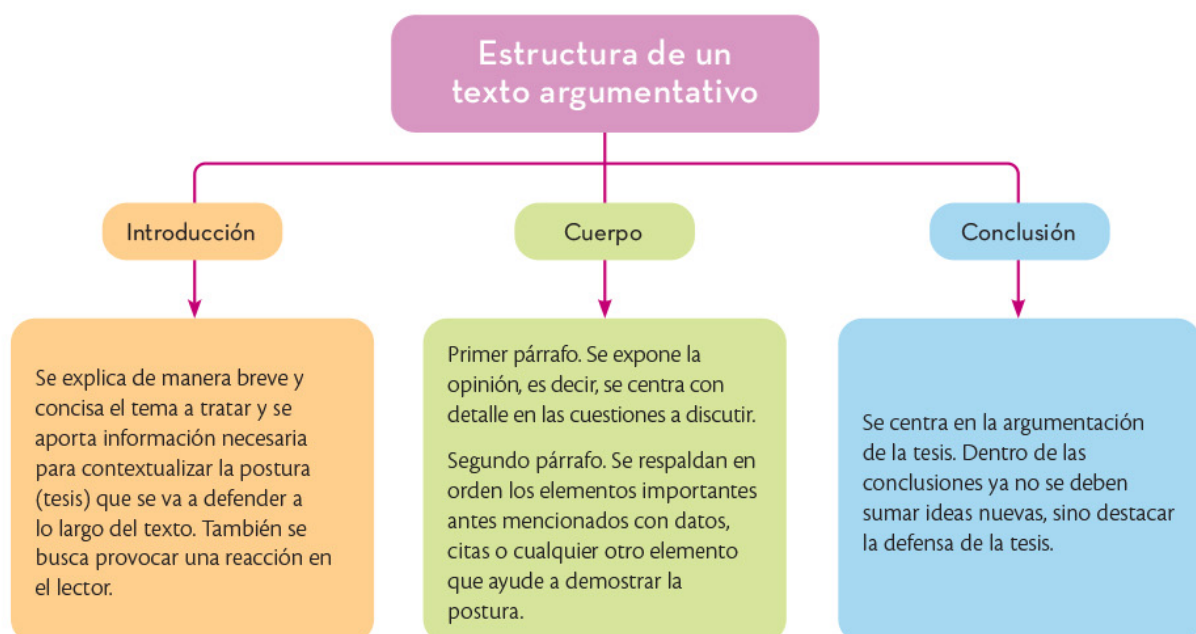 Estructura de un
texto argumentativo
Introducción
Se explica de manera breve y
concisa el tema a tratar y se
aporta información necesaria
para contextualizar la postura
(tesis) que se va a defender a
lo largo del texto. También se
busca provocar una reacción en
el lector.
Cuerpo
Primer párrafo. Se expone la
opinión, es decir, se centra con
detalle en las cuestiones a discutir.
Segundo párrafo. Se respaldan en
orden los elementos importantes
antes mencionados con datos,
citas o cualquier otro elemento
que ayude a demostrar la
postura.
Conclusión
Se centra en la argumentación
de la tesis. Dentro de las
conclusiones ya no se deben
sumar ideas nuevas, sino destacar
la defensa de la tesis.